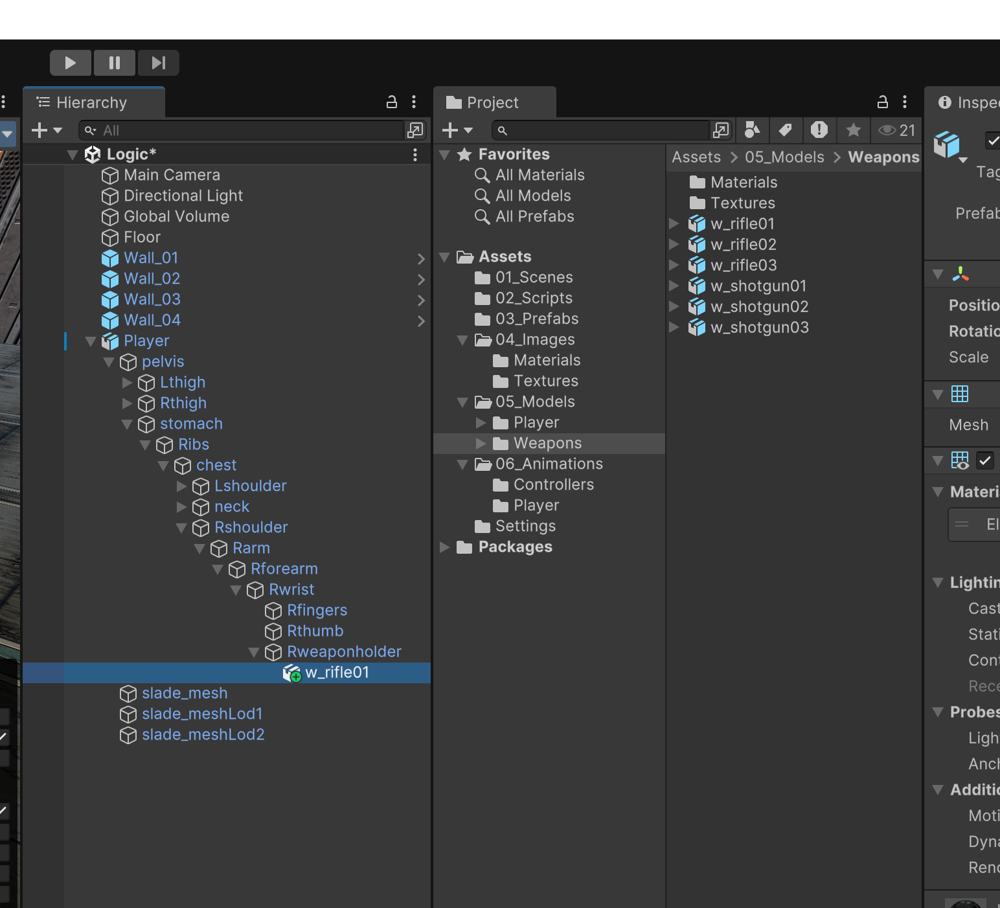 Hierarchy
All
Logic*
Main Camera
Directional Light
Global Volume
Floor
Wall_01
Wall_02
Wall_03
Wall_04
Player
pelvis
Lthigh
Rthigh
stomach
Ribs
chest
Lshoulder
neck
Rshoulder
Rarm
Rforearm
Rwrist
Rfingers
Rthumb
Rweaponholder
w_rifle01
slade_mesh
slade_meshLod1
slade_meshLod2
Project
21
Favorites
All Materials
All Models
All Prefabs
Assets
01_Scenes
02_Scripts
03_Prefabs
04_Images
Materials
Textures
05_Models
Player
Weapons
06_Animations
Controllers
Player
Settings
Packages
Assets > 05_Models > Weapons
Materials
Textures
w_rifle01
w_rifle02
w_rifle03
w_shotgun01
w_shotgun02
w_shotgun03
Inspe
Tag
Prefab
Positio
Rotatio
Scale
Mesh
Materi
El
Lightin
Cast
Stati
Cont
Rece
Probes
Ligh
Anch
Additio
Moti
Dyna
Rend